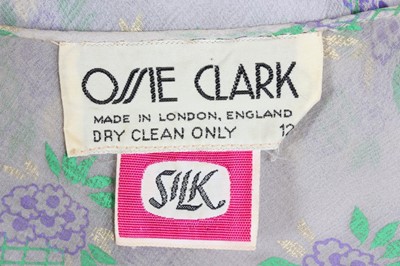 OSSIE CLARK
MADE IN LONDON, ENGLAND
DRY CLEAN ONLY 12
SILK